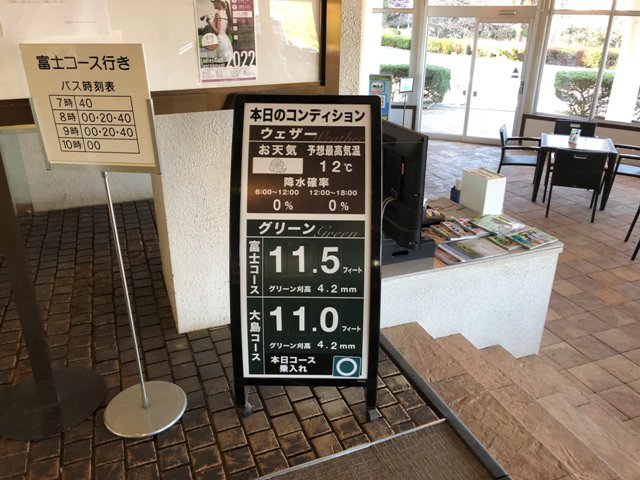 富士コース行き
バス時刻表
7時 40
8時 00・20・40
9時 00・20・40
10時 00
2022
本日のコンディション
ウェザー Weather
お天気 予想最高気温
12℃
降水確率
6:00〜12:00 12:00〜18:00
0% 0%
グリーン Green
富士コース
11.5フィート
グリーン刈高 4.2mm
大島コース
11.0フィート
グリーン刈高 4.2mm
本日コース
乗入れ ○